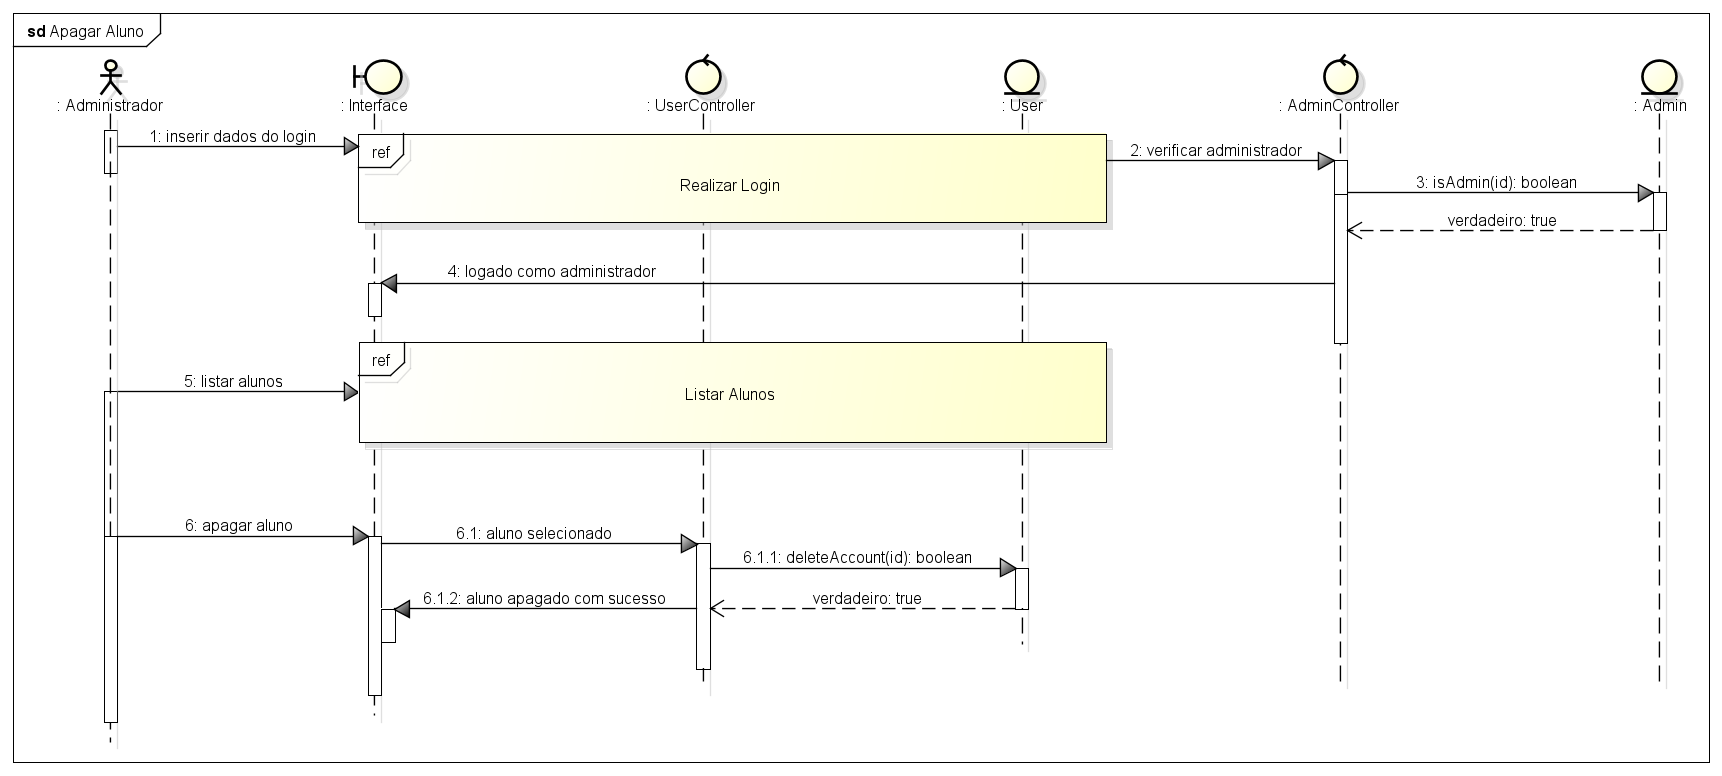 sd Apagar Aluno
: Administrador
: Interface
: UserController
: User
: AdminController
: Admin
1: inserir dados do login
ref
Realizar Login
2: verificar administrador
3: isAdmin(id): boolean
verdadeiro: true
4: logado como administrador
ref
Listar Alunos
5: listar alunos
6: apagar aluno
6.1: aluno selecionado
6.1.1: deleteAccount(id): boolean
6.1.2: aluno apagado com sucesso
verdadeiro: true